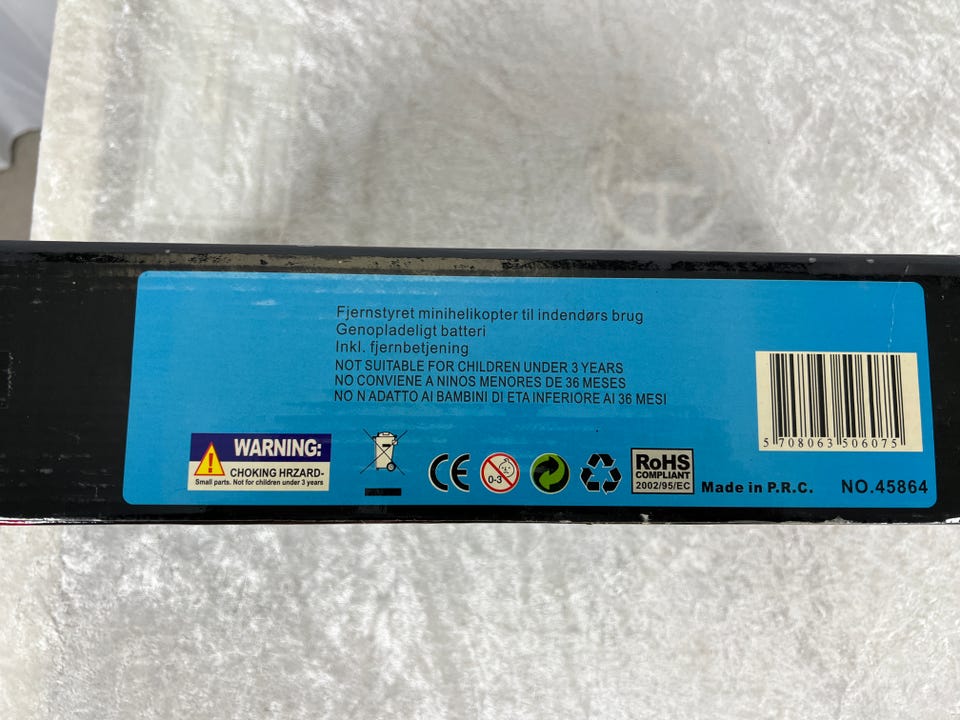 Fjernstyret minihelikopter til indendørs brug
Genopladeligt batteri
Inkl. fjernbetjening
NOT SUITABLE FOR CHILDREN UNDER 3 YEARS
NO CONVIENE A NINOS MENORES DE 36 MESES
NO N ADATTO AI BAMBINI DI ETA INFERIORE AI 36 MESI
WARNING:
CHOKING HRZARD-
Small parts. Not for children under 3 years
CE
0-3
RoHS
COMPLIANT
2002/95/EC
Made in P.R.C.
NO.45864
5 708063 506075